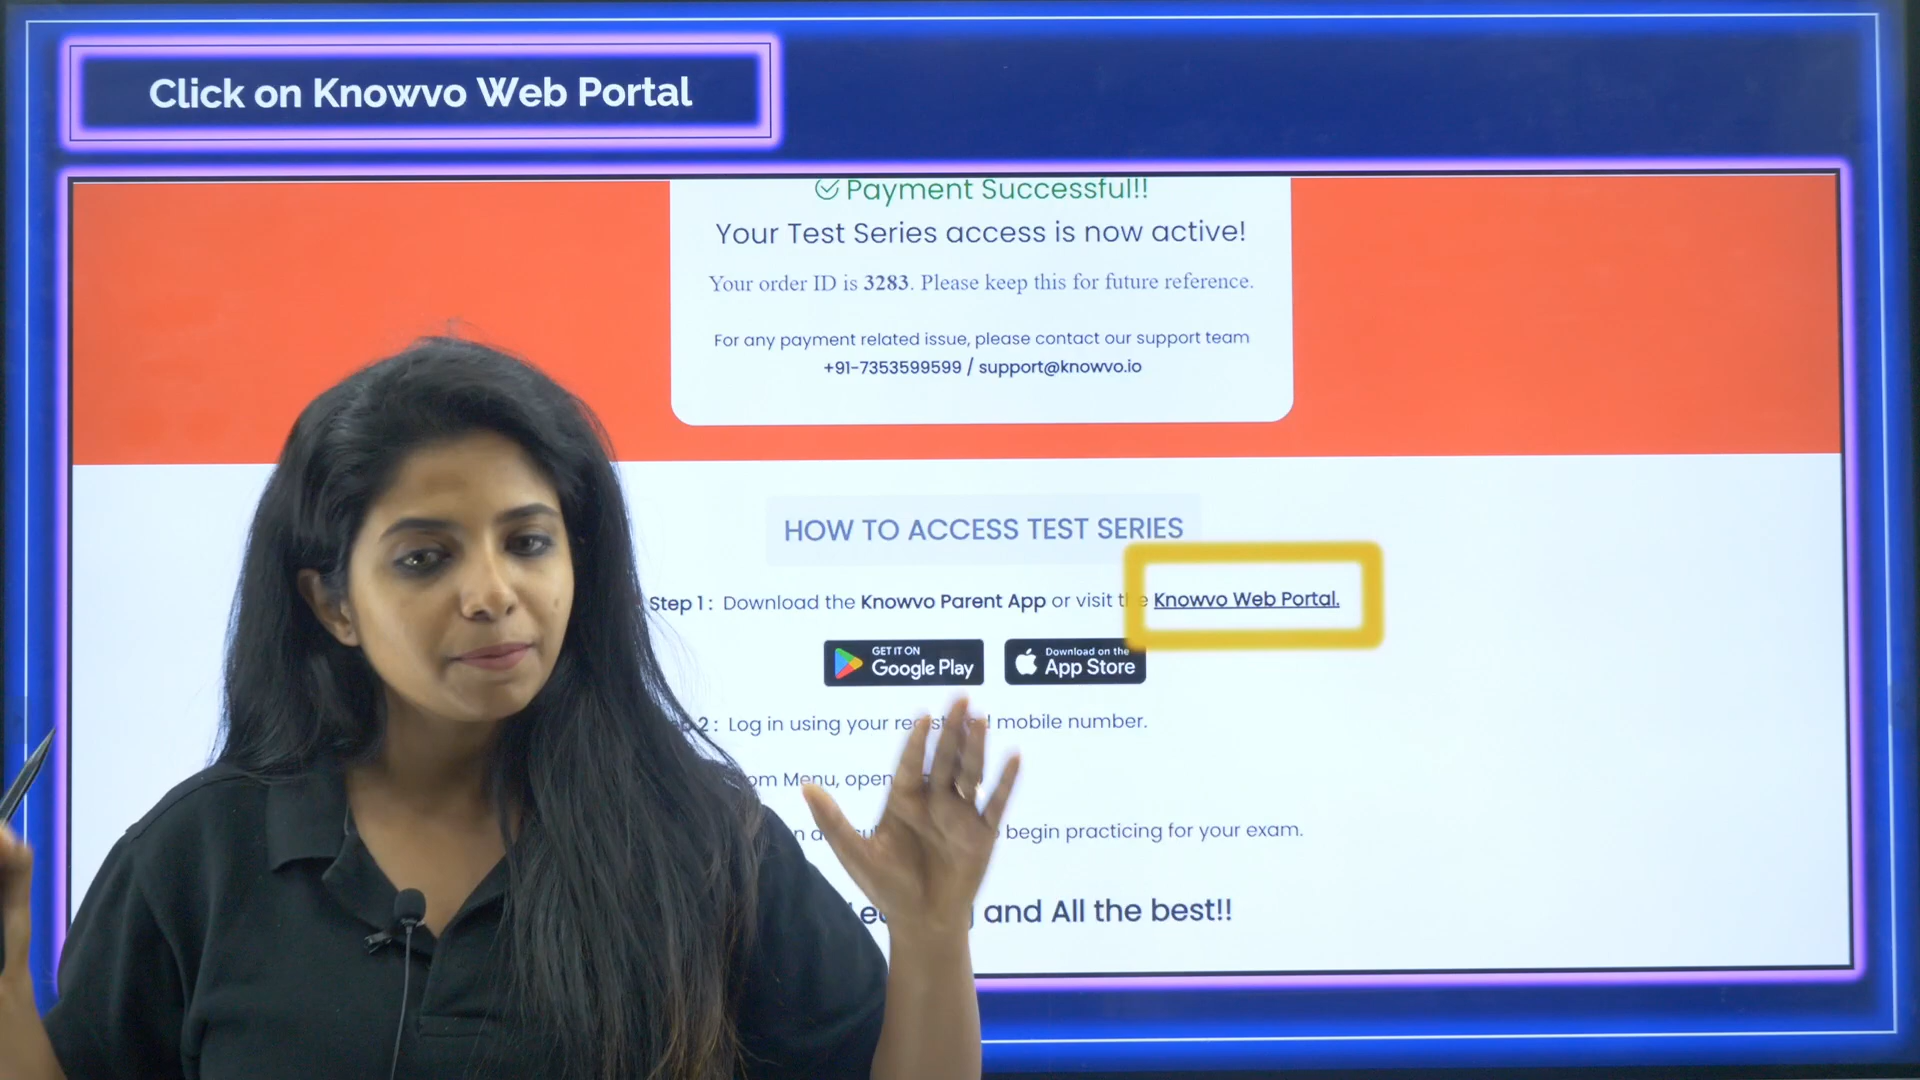 Click on Knowvo Web Portal
Payment Successful!!
Your Test Series access is now active!
Your order ID is 3283. Please keep this for future reference.
For any payment related issue, please contact our support team
+91-7353599599 / support@knowvo.io
HOW TO ACCESS TEST SERIES
Step 1 : Download the Knowvo Parent App or visit the Knowvo Web Portal.
GET IT ON
Google Play
Download on the
App Store
2 : Log in using your registered mobile number.
Menu, open
begin practicing for your exam.
and All the best!!